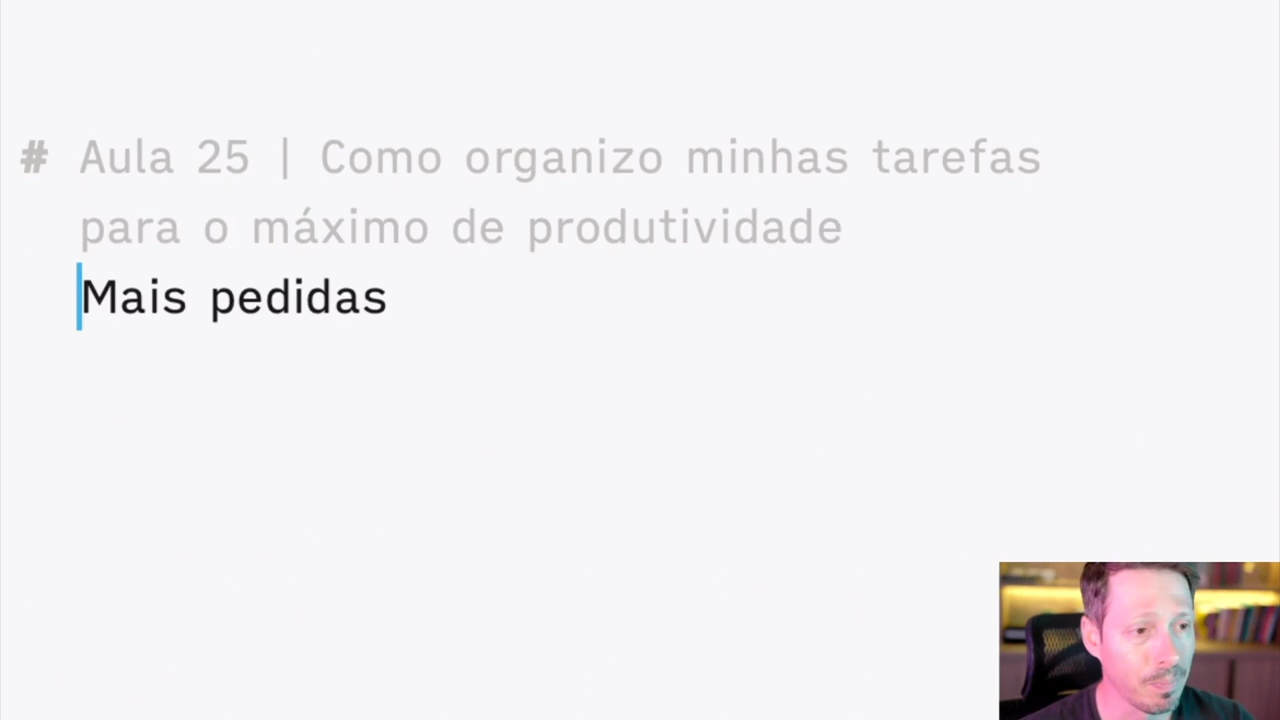 # Aula 25 | Como organizo minhas tarefas
para o máximo de produtividade
Mais pedidas